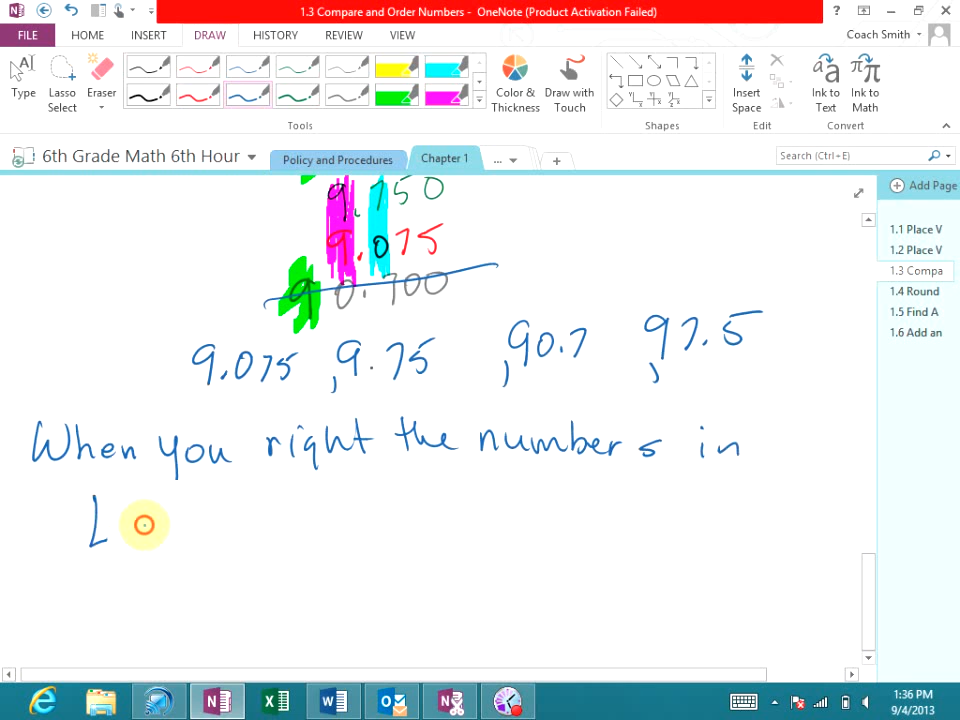 1.3 Compare and Order Numbers - OneNote (Product Activation Failed)
FILE HOME INSERT DRAW HISTORY REVIEW VIEW Coach Smith
Type Lasso Select Eraser Color & Thickness Draw with Touch Insert Space Ink to Text Ink to Math
Tools Shapes Edit Convert
6th Grade Math 6th Hour Policy and Procedures Chapter 1 ... + Search (Ctrl+E)
Add Page
1.1 Place V
1.2 Place V
1.3 Compa
1.4 Round
1.5 Find A
1.6 Add an
9.750
9.075
90.700
9.075 , 9.75 , 90.7 , 97.5
When you right the numbers in
L
1:36 PM
9/4/2013